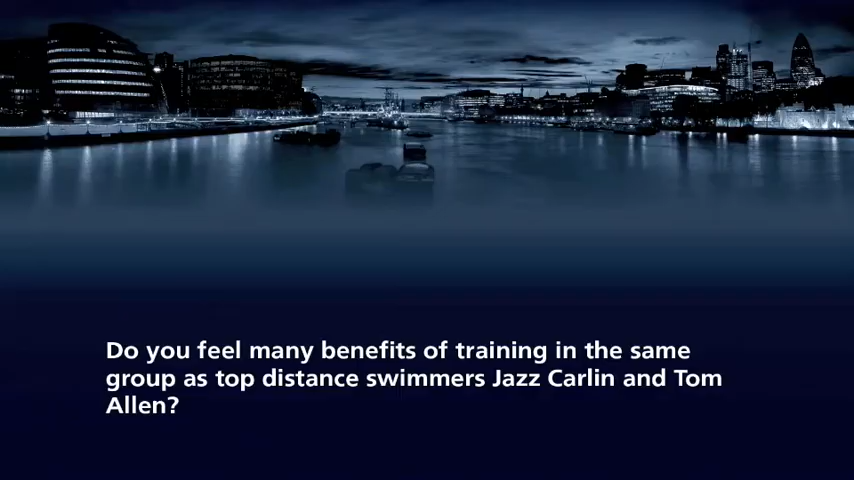 Do you feel many benefits of training in the same
group as top distance swimmers Jazz Carlin and Tom
Allen?